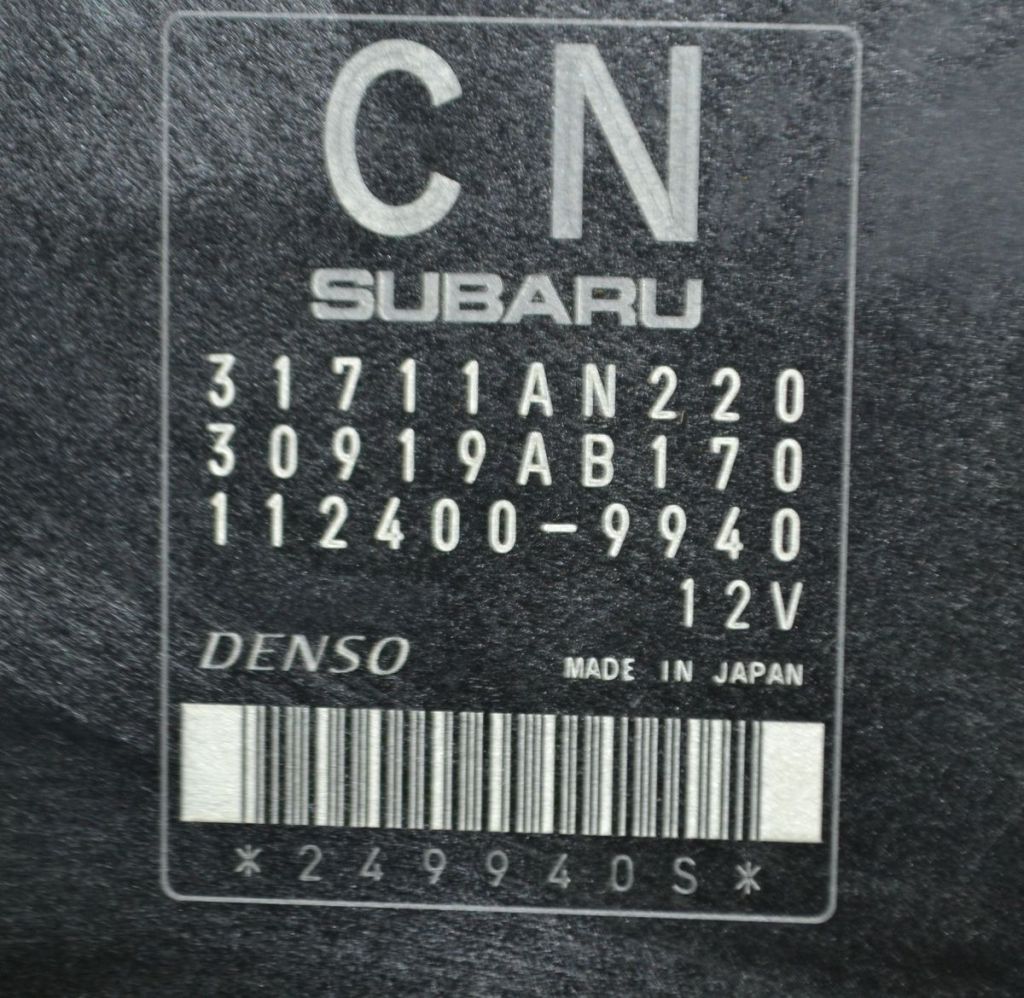 CN
SUBARU
31711AN220
30919AB170
112400-9940
12V
DENSO MADE IN JAPAN
*249940S*